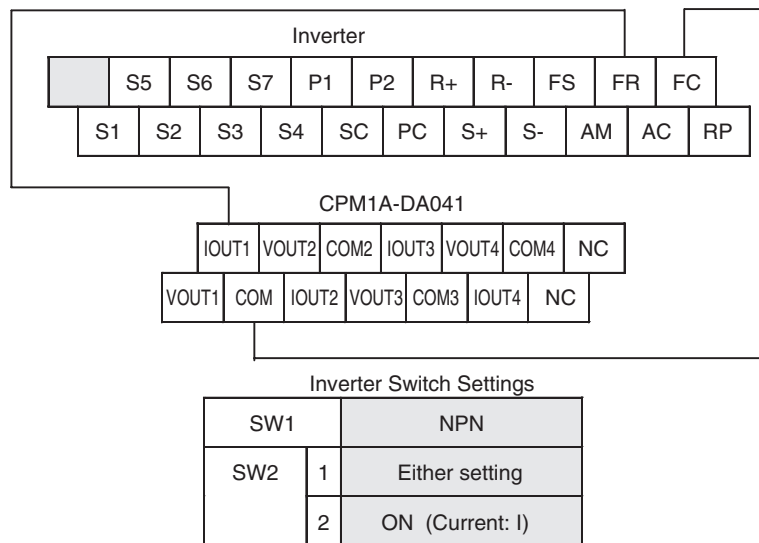 Inverter
S5 S6 S7 P1 P2 R+ R- FS FR FC
S1 S2 S3 S4 SC PC S+ S- AM AC RP
CPM1A-DA041
IOUT1 VOUT2 COM2 IOUT3 VOUT4 COM4 NC
VOUT1 COM IOUT2 VOUT3 COM3 IOUT4 NC
Inverter Switch Settings
SW1 NPN
SW2 1 Either setting
2 ON (Current: I)